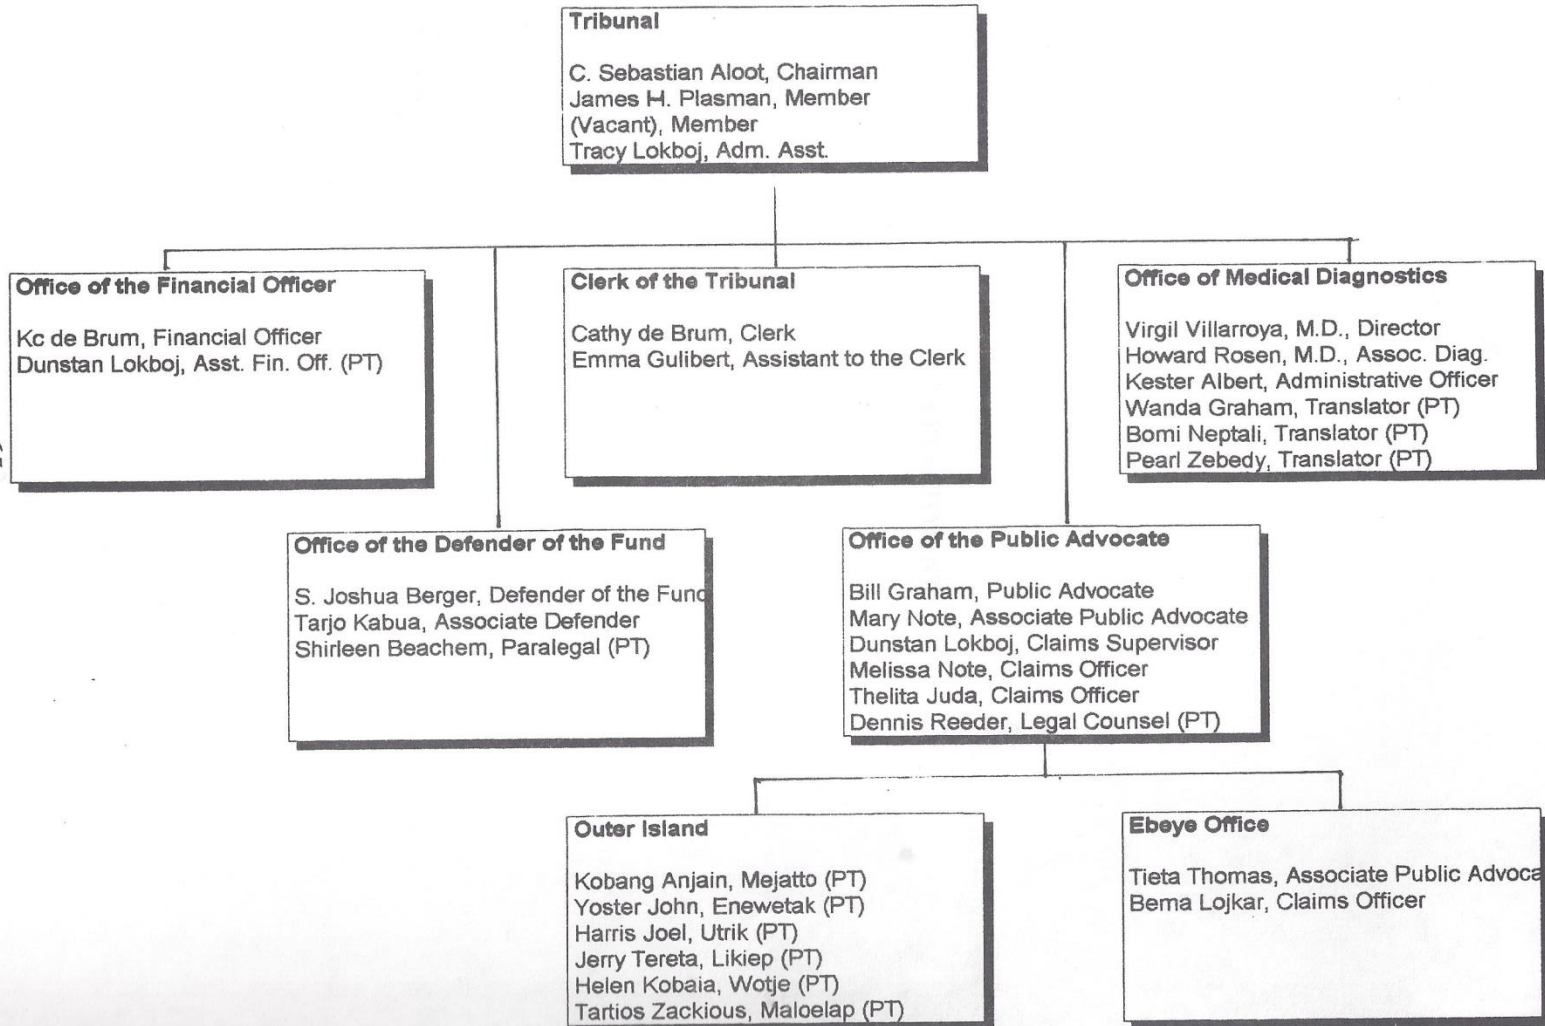 Tribunal
C. Sebastian Aloot, Chairman
James H. Plasman, Member
(Vacant), Member
Tracy Lokboj, Adm. Asst.
Office of the Financial Officer
Kc de Brum, Financial Officer
Dunstan Lokboj, Asst. Fin. Off. (PT)
Clerk of the Tribunal
Cathy de Brum, Clerk
Emma Gulibert, Assistant to the Clerk
Office of Medical Diagnostics
Virgil Villarroya, M.D., Director
Howard Rosen, M.D., Assoc. Diag.
Kester Albert, Administrative Officer
Wanda Graham, Translator (PT)
Bomi Neptali, Translator (PT)
Pearl Zebedy, Translator (PT)
Office of the Defender of the Fund
S. Joshua Berger, Defender of the Fund
Tarjo Kabua, Associate Defender
Shirleen Beachem, Paralegal (PT)
Office of the Public Advocate
Bill Graham, Public Advocate
Mary Note, Associate Public Advocate
Dunstan Lokboj, Claims Supervisor
Melissa Note, Claims Officer
Thelita Juda, Claims Officer
Dennis Reeder, Legal Counsel (PT)
Outer Island
Kobang Anjain, Mejatto (PT)
Yoster John, Enewetak (PT)
Harris Joel, Utrik (PT)
Jerry Tereta, Likiep (PT)
Helen Kobaia, Wotje (PT)
Tartios Zackious, Maloelap (PT)
Ebeye Office
Tieta Thomas, Associate Public Advoca
Bema Lojkar, Claims Officer